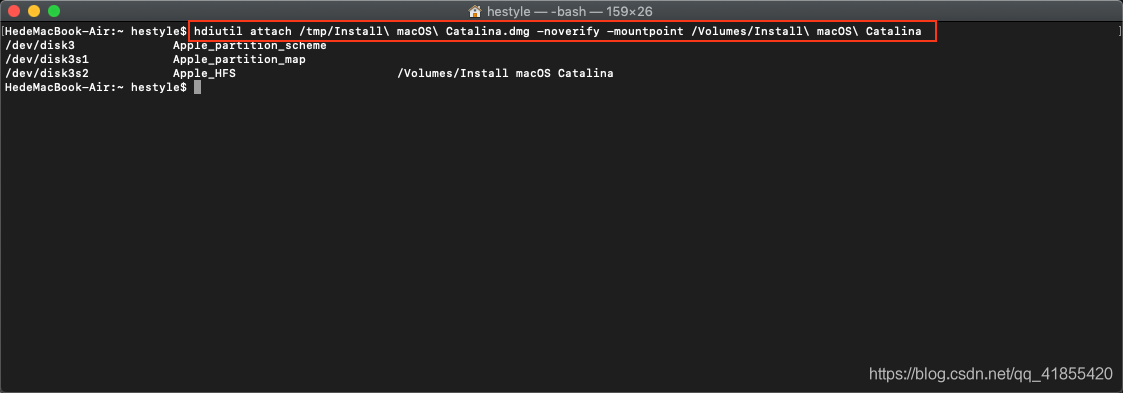 hestyle — -bash — 159×26
[HedeMacBook-Air:~ hestyle$ hdiutil attach /tmp/Install\ macOS\ Catalina.dmg -noverify -mountpoint /Volumes/Install\ macOS\ Catalina ]
/dev/disk3 Apple_partition_scheme
/dev/disk3s1 Apple_partition_map
/dev/disk3s2 Apple_HFS /Volumes/Install macOS Catalina
HedeMacBook-Air:~ hestyle$
https://blog.csdn.net/qq_41855420